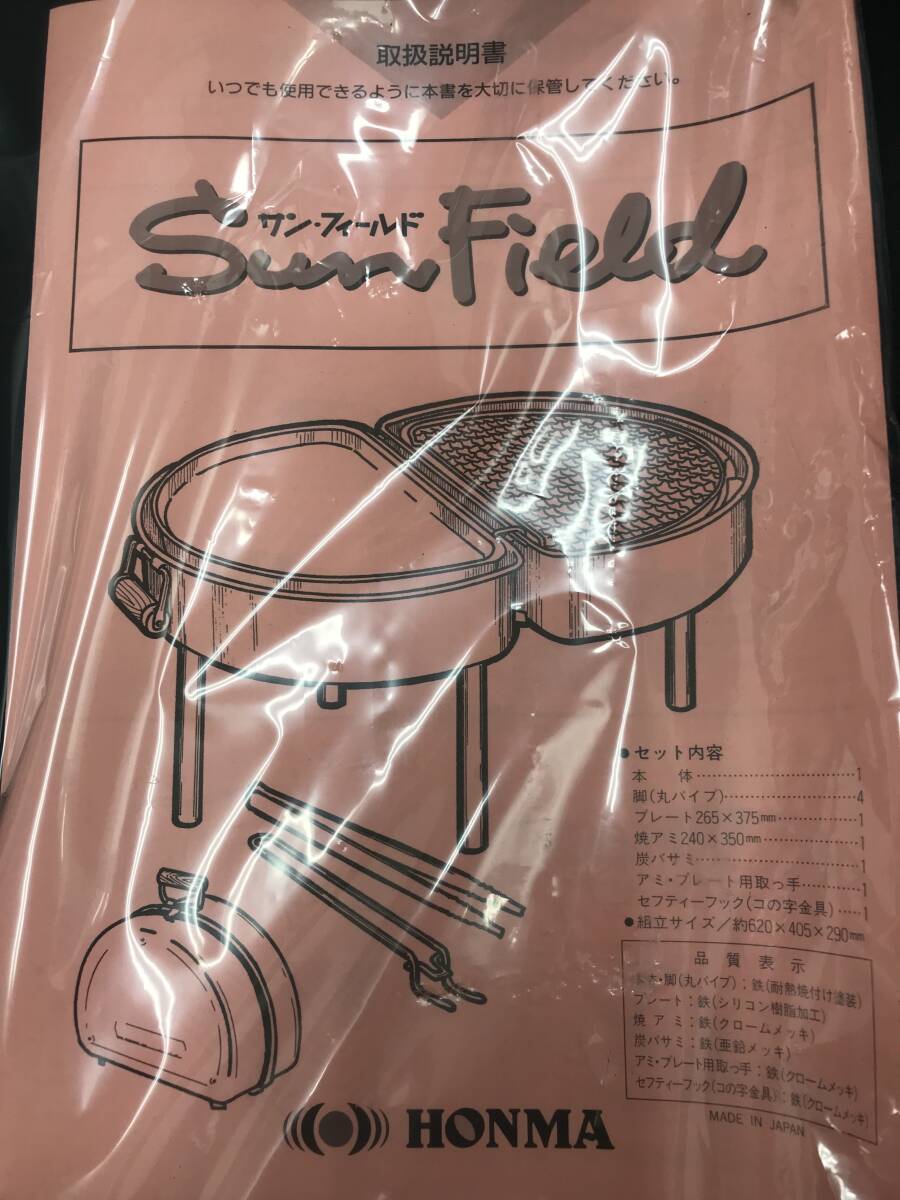 取扱説明書
いつでも使用できるように本書を大切に保管してください。
サン・フィールド
Sun Field
●セット内容
本　体……………………………1
脚(丸パイプ)……………………4
プレート265×375㎜……………1
焼アミ240×350㎜………………1
炭バサミ…………………………1
アミ・プレート用取っ手…………1
セフティーフック(コの字金具)……1
●組立サイズ/約620×405×290㎜
品質表示
本体・脚(丸パイプ):鉄(耐熱焼付け塗装)
プレート:鉄(シリコン樹脂加工)
焼アミ:鉄(クロームメッキ)
炭バサミ:鉄(亜鉛メッキ)
アミ・プレート用取っ手:鉄(クロームメッキ)
セフティーフック(コの字金具):鉄(クロームメッキ)
MADE IN JAPAN
HONMA